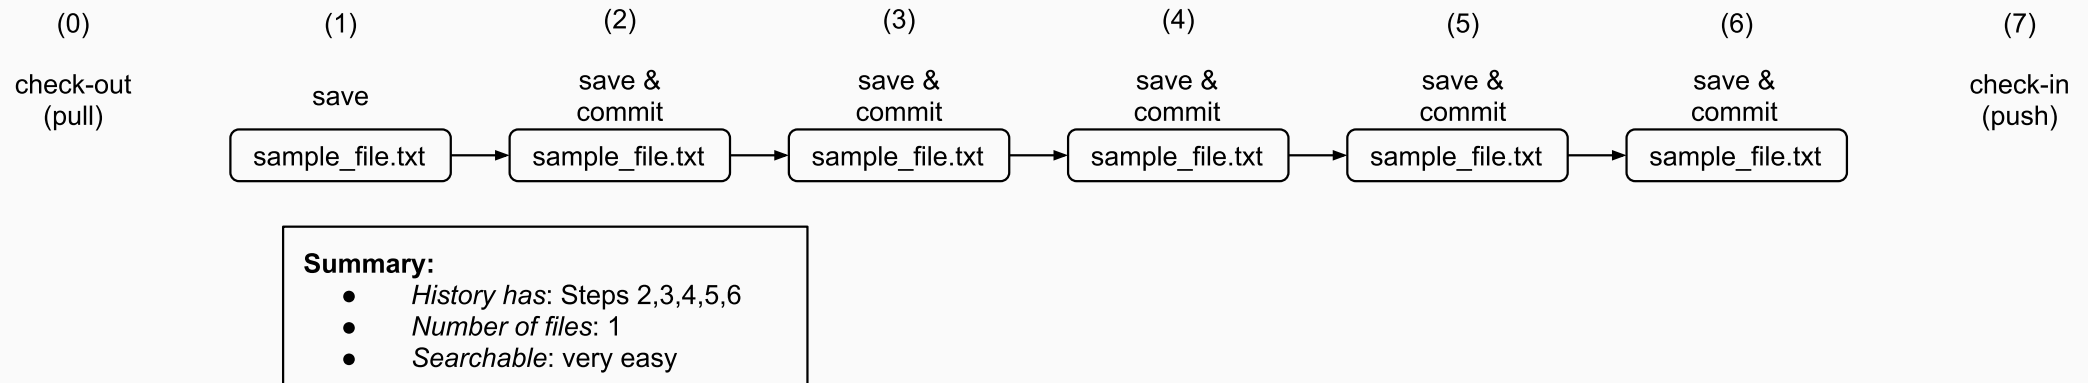 (0) (1) (2) (3) (4) (5) (6) (7)
check-out
(pull)
save
save &
commit
save &
commit
save &
commit
save &
commit
save &
commit
check-in
(push)
sample_file.txt
sample_file.txt
sample_file.txt
sample_file.txt
sample_file.txt
sample_file.txt
Summary:
● History has: Steps 2,3,4,5,6
● Number of files: 1
● Searchable: very easy